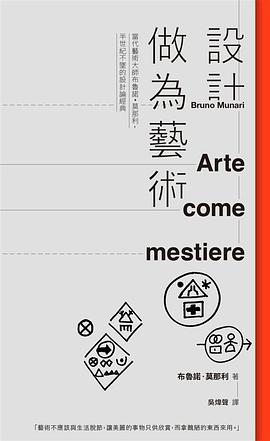 設計
做為藝術
Bruno Munari
當代藝術大師布魯諾・莫那利，
半世紀不墜的設計論經典
Arte
come
mestiere
布魯諾・莫那利 著
吳煒聲 譯
「藝術不應該與生活脫節，讓美麗的事物只供欣賞，而拿醜陋的東西來用。」